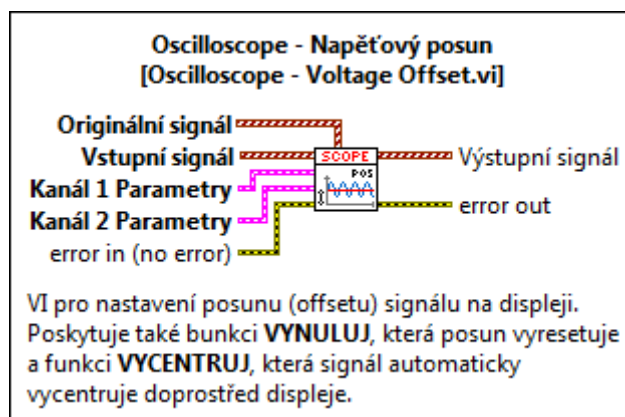 Oscilloscope - Napěťový posun
[Oscilloscope - Voltage Offset.vi]
Originální signál
Vstupní signál
Kanál 1 Parametry
Kanál 2 Parametry
error in (no error)
SCOPE
POS
Výstupní signál
error out
VI pro nastavení posunu (offsetu) signálu na displeji.
Poskytuje také bunkci VYNULUJ, která posun vyresetuje
a funkci VYCENTRUJ, která signál automaticky
vycentruje doprostřed displeje.